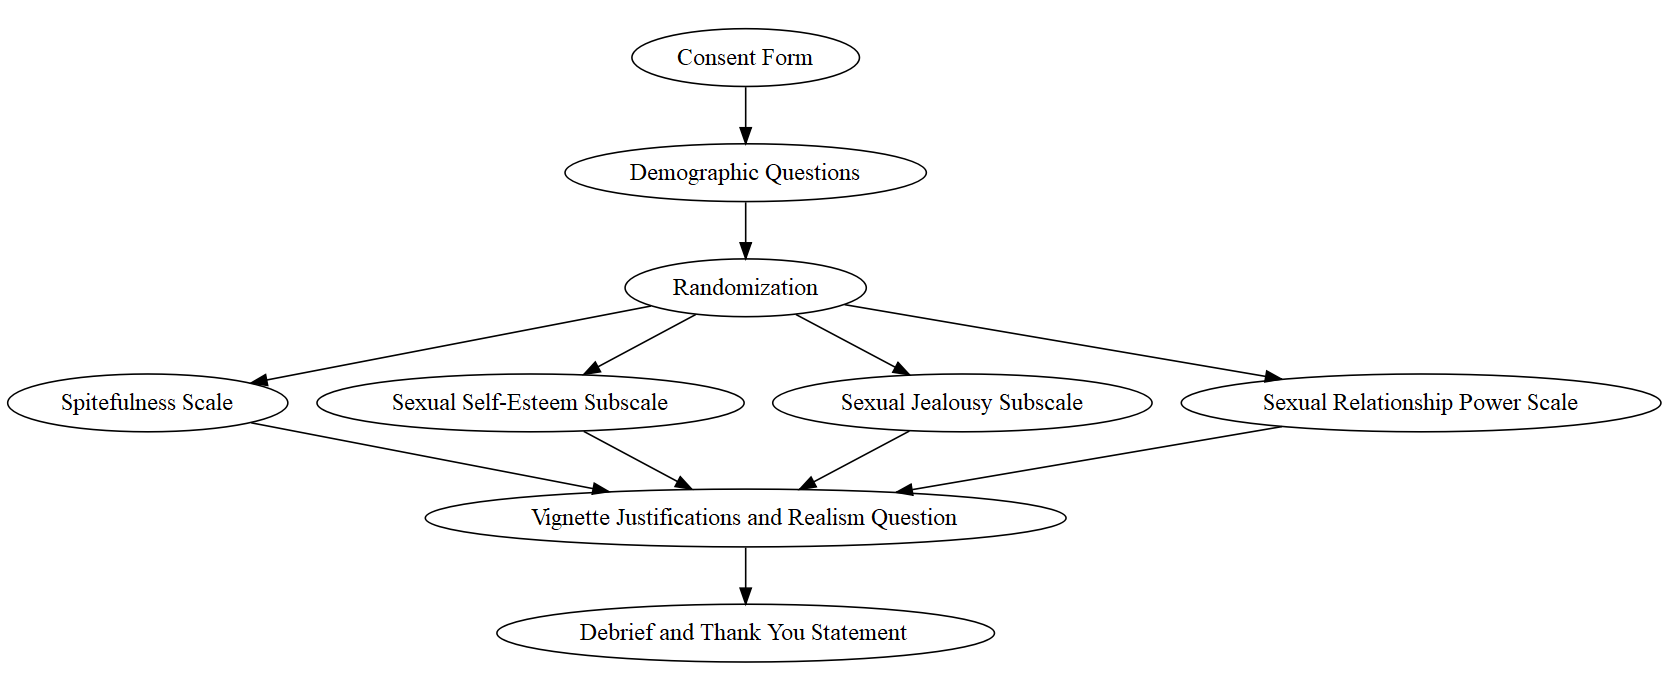 Consent Form
Demographic Questions
Randomization
Spitefulness Scale
Sexual Self-Esteem Subscale
Sexual Jealousy Subscale
Sexual Relationship Power Scale
Vignette Justifications and Realism Question
Debrief and Thank You Statement